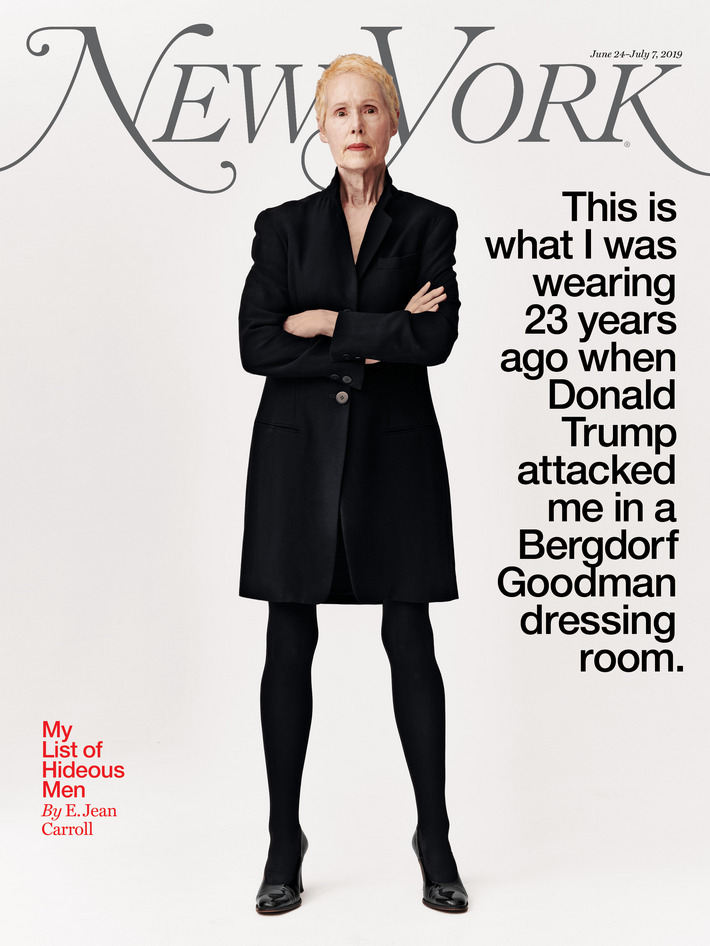 NEW YORK
June 24–July 7, 2019
This is
what I was
wearing
23 years
ago when
Donald
Trump
attacked
me in a
Bergdorf
Goodman
dressing
room.
My
List of
Hideous
Men
By E. Jean
Carroll